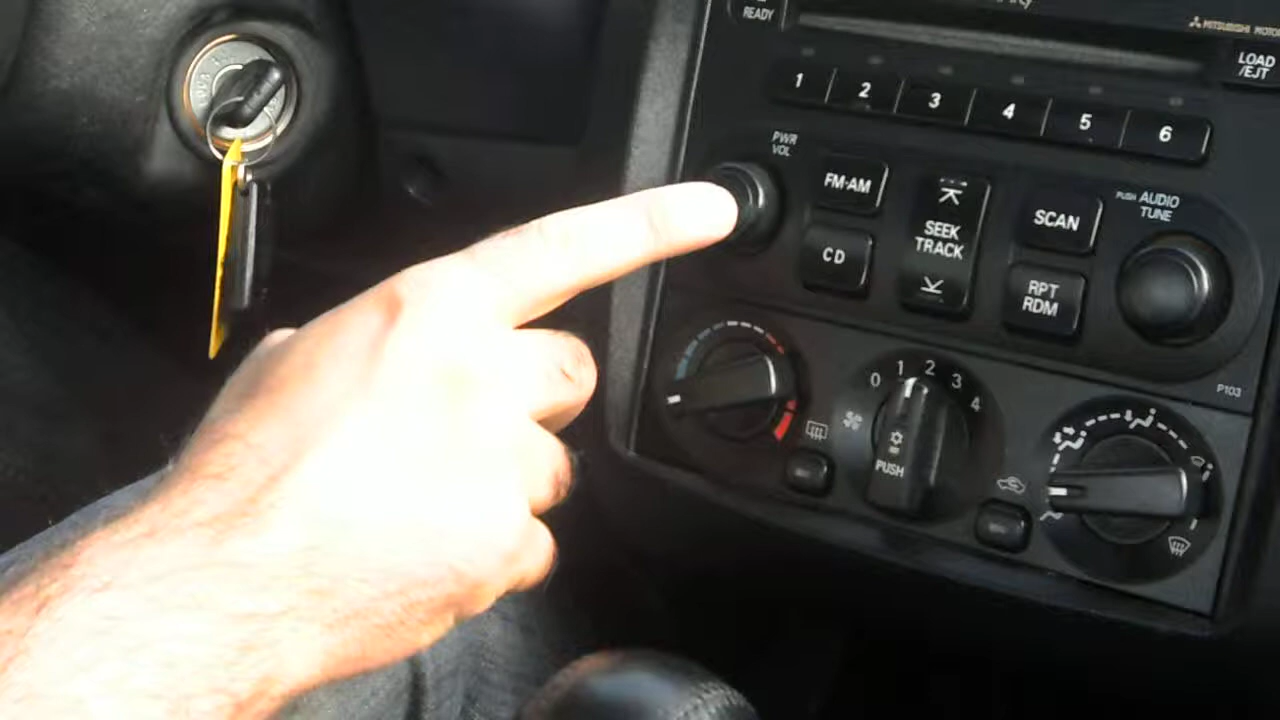 READY
MITSUBISHI MOTORS
LOAD
/EJT
1 2 3 4 5 6
PWR
VOL
FM·AM
SEEK
TRACK
SCAN
PUSH AUDIO
TUNE
CD
RPT
RDM
P103
0 1 2 3 4
PUSH